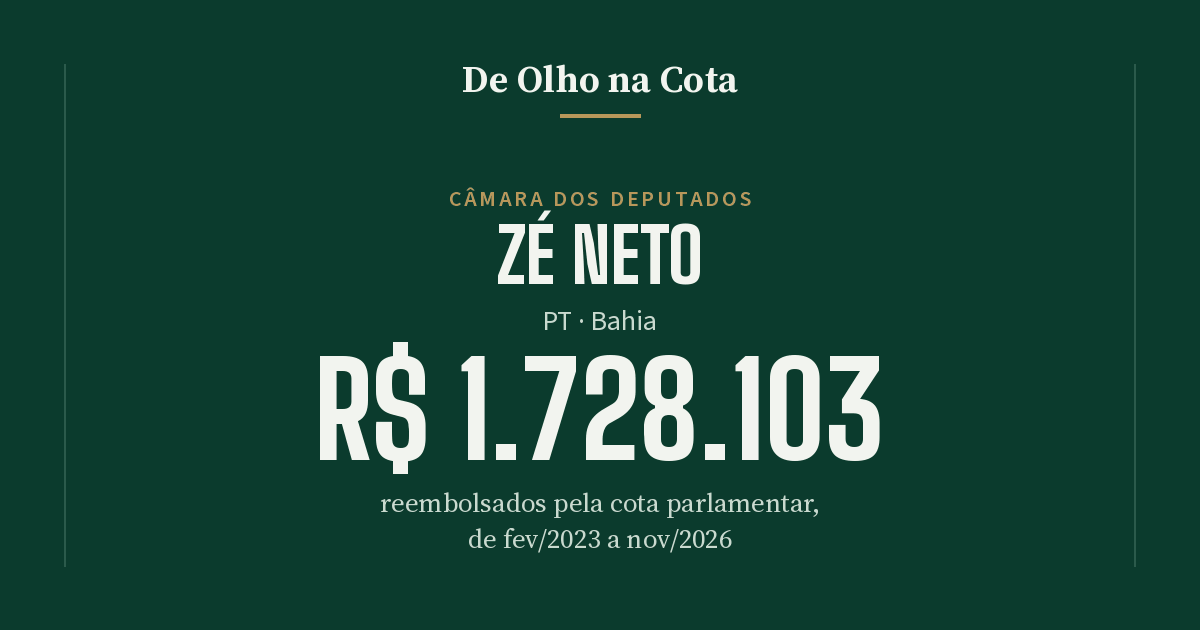 De Olho na Cota
CÂMARA DOS DEPUTADOS
ZÉ NETO
PT · Bahia
R$ 1.728.103
reembolsados pela cota parlamentar,
de fev/2023 a nov/2026